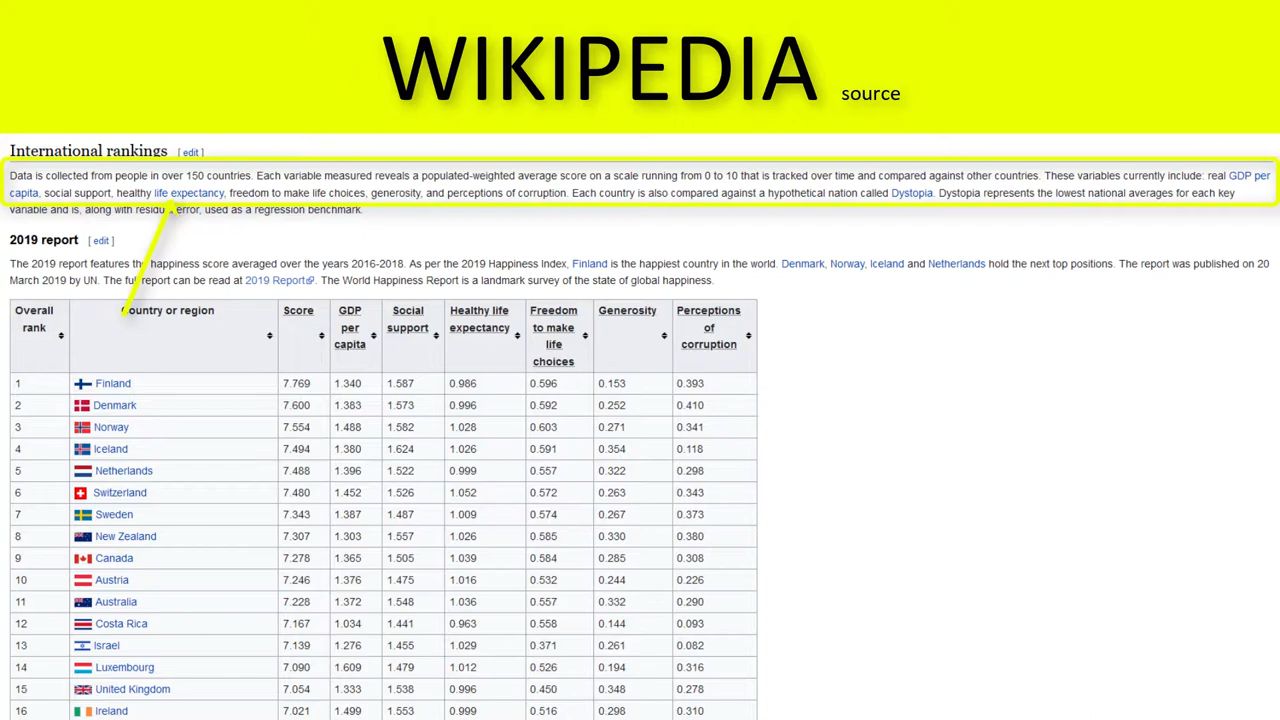 WIKIPEDIA source
International rankings [ edit ]
Data is collected from people in over 150 countries. Each variable measured reveals a populated-weighted average score on a scale running from 0 to 10 that is tracked over time and compared against other countries. These variables currently include: real GDP per
capita, social support, healthy life expectancy, freedom to make life choices, generosity, and perceptions of corruption. Each country is also compared against a hypothetical nation called Dystopia. Dystopia represents the lowest national averages for each key
variable and is, along with residual error, used as a regression benchmark.
2019 report [ edit ]
The 2019 report features the happiness score averaged over the years 2016-2018. As per the 2019 Happiness Index, Finland is the happiest country in the world. Denmark, Norway, Iceland and Netherlands hold the next top positions. The report was published on 20
March 2019 by UN. The full report can be read at 2019 Report. The World Happiness Report is a landmark survey of the state of global happiness.
Overall rank Country or region Score GDP per capita Social support Healthy life expectancy Freedom to make life choices Generosity Perceptions of corruption
1 Finland 7.769 1.340 1.587 0.986 0.596 0.153 0.393
2 Denmark 7.600 1.383 1.573 0.996 0.592 0.252 0.410
3 Norway 7.554 1.488 1.582 1.028 0.603 0.271 0.341
4 Iceland 7.494 1.380 1.624 1.026 0.591 0.354 0.118
5 Netherlands 7.488 1.396 1.522 0.999 0.557 0.322 0.298
6 Switzerland 7.480 1.452 1.526 1.052 0.572 0.263 0.343
7 Sweden 7.343 1.387 1.487 1.009 0.574 0.267 0.373
8 New Zealand 7.307 1.303 1.557 1.026 0.585 0.330 0.380
9 Canada 7.278 1.365 1.505 1.039 0.584 0.285 0.308
10 Austria 7.246 1.376 1.475 1.016 0.532 0.244 0.226
11 Australia 7.228 1.372 1.548 1.036 0.557 0.332 0.290
12 Costa Rica 7.167 1.034 1.441 0.963 0.558 0.144 0.093
13 Israel 7.139 1.276 1.455 1.029 0.371 0.261 0.082
14 Luxembourg 7.090 1.609 1.479 1.012 0.526 0.194 0.316
15 United Kingdom 7.054 1.333 1.538 0.996 0.450 0.348 0.278
16 Ireland 7.021 1.499 1.553 0.999 0.516 0.298 0.310